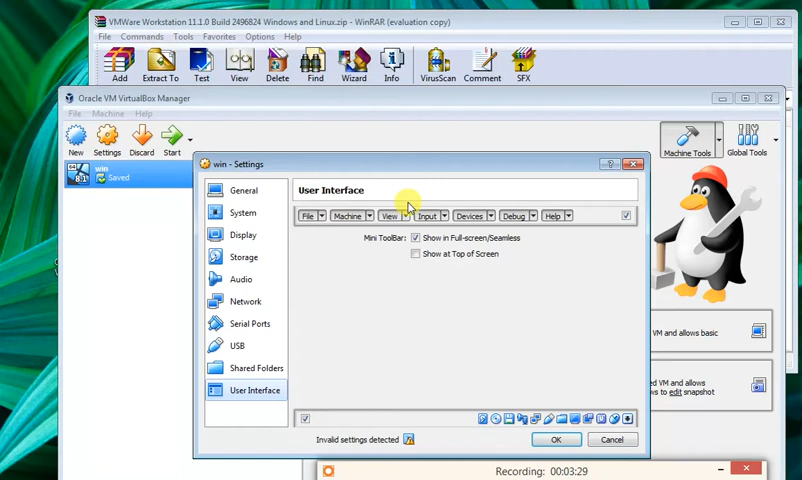 VMWare Workstation 11.1.0 Build 2496824 Windows and Linux.zip - WinRAR (evaluation copy)
File Commands Tools Favorites Options Help
Add Extract To Test View Delete Find Wizard Info VirusScan Comment SFX
Oracle VM VirtualBox Manager
File Machine Help
New Settings Discard Start Machine Tools Global Tools
win
Saved
win - Settings
General
System
Display
Storage
Audio
Network
Serial Ports
USB
Shared Folders
User Interface
User Interface
File Machine View Input Devices Debug Help
Mini ToolBar: Show in Full-screen/Seamless
Show at Top of Screen
Invalid settings detected
OK Cancel
VM and allows basic
ed VM and allows
ws to edit snapshot
Recording: 00:03:29